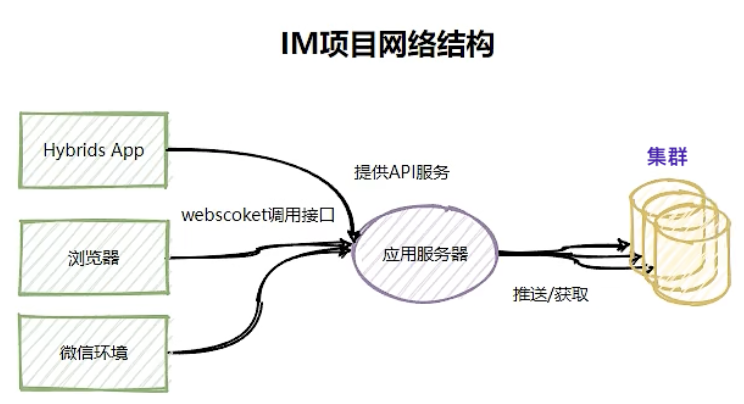 IM项目网络结构
Hybrids App
提供API服务
集群
webscoket调用接口
浏览器
应用服务器
推送/获取
微信环境